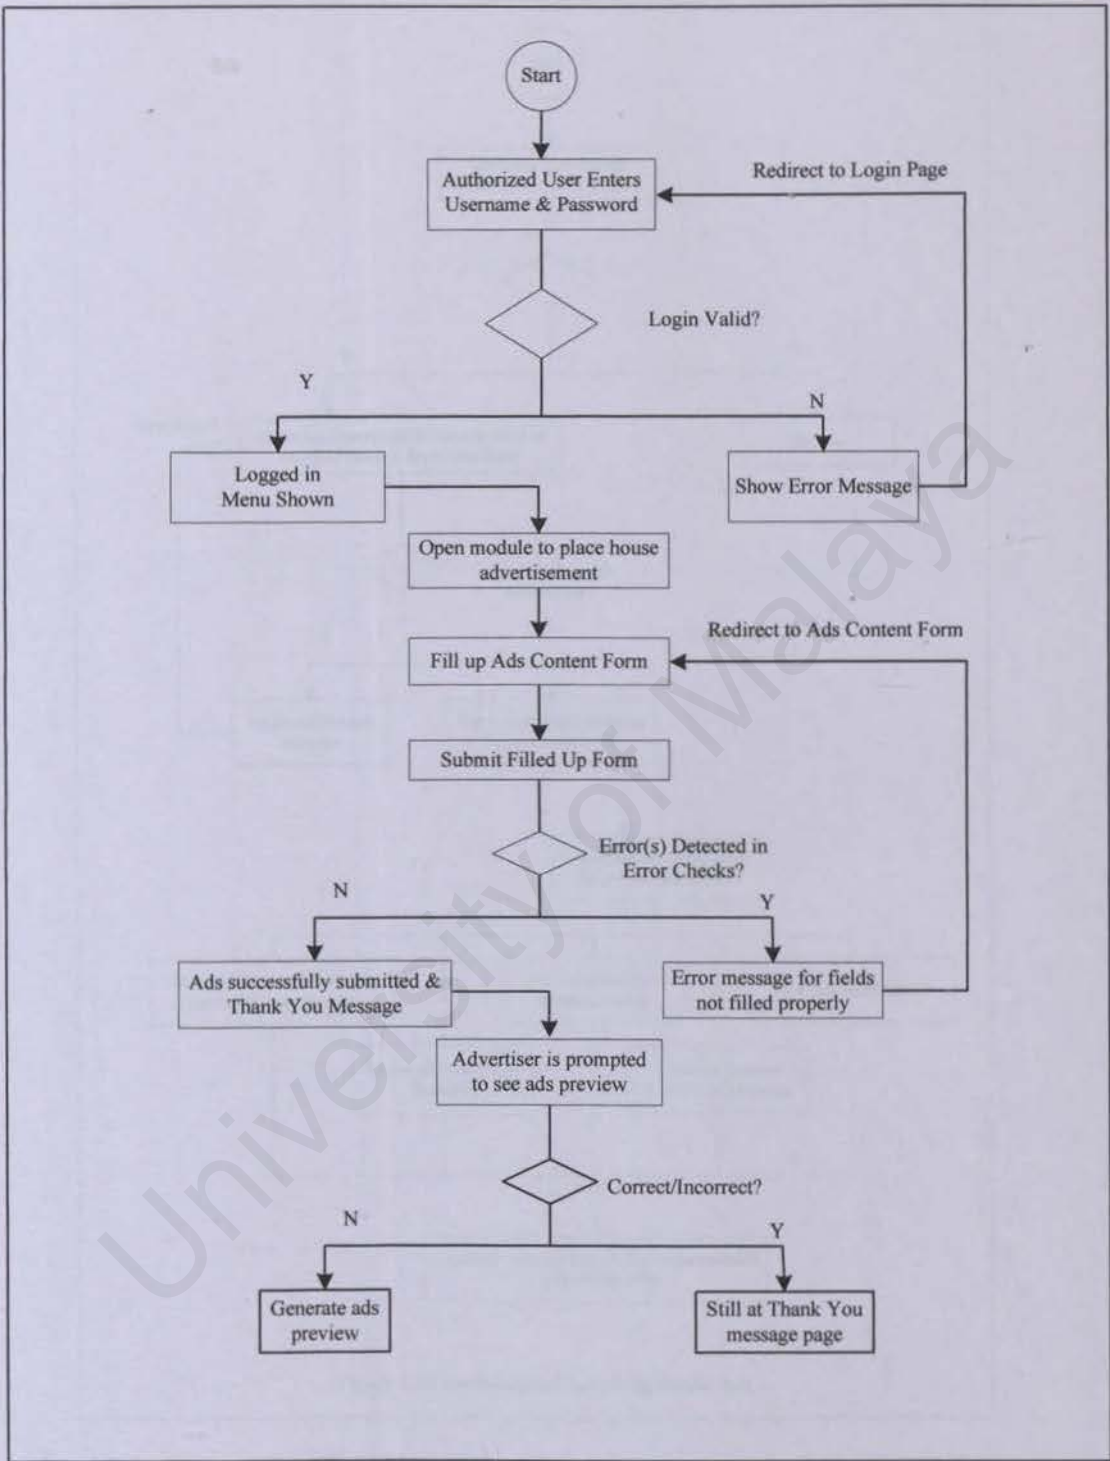 Start
Authorized User Enters
Username & Password
Redirect to Login Page
Login Valid?
Y
N
Logged in
Menu Shown
Show Error Message
Open module to place house
advertisement
Redirect to Ads Content Form
Fill up Ads Content Form
Submit Filled Up Form
Error(s) Detected in
Error Checks?
N
Y
Ads successfully submitted &
Thank You Message
Error message for fields
not filled properly
Advertiser is prompted
to see ads preview
Correct/Incorrect?
N
Y
Generate ads
preview
Still at Thank You
message page
University of Malaya